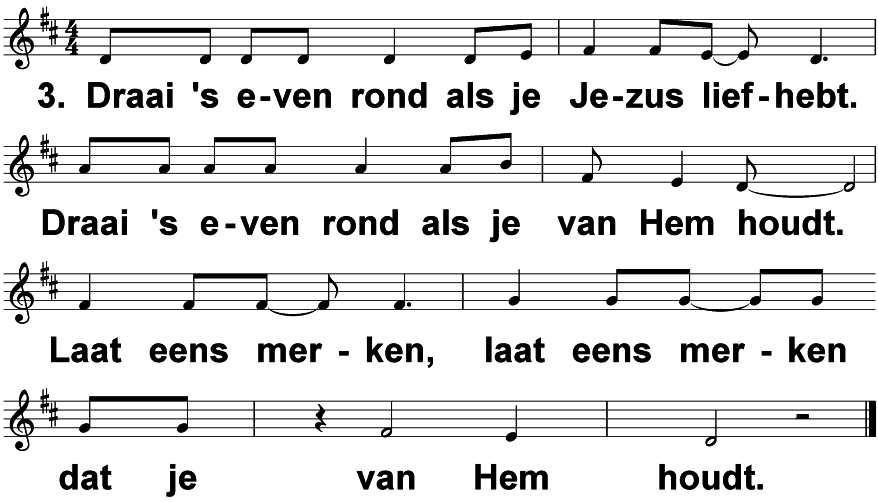 3. Draai 's e-ven rond als je Je-zus lief-hebt.
Draai 's e-ven rond als je van Hem houdt.
Laat eens mer - ken, laat eens mer - ken
dat je van Hem houdt.